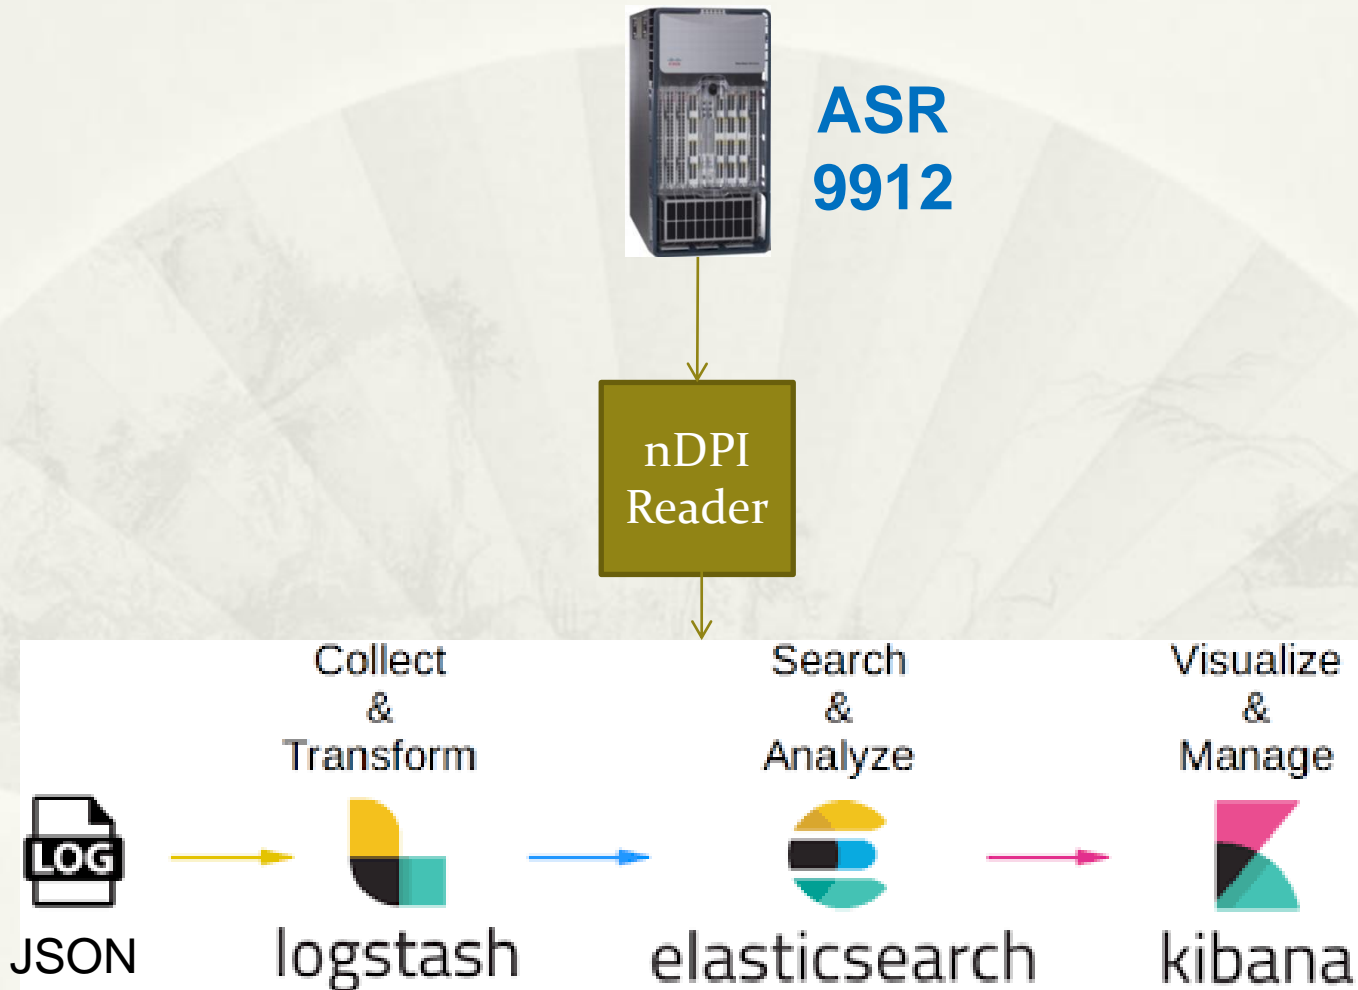 ASR
9912
nDPI
Reader
Collect
&
Transform
Search
&
Analyze
Visualize
&
Manage
LOG
JSON
logstash
elasticsearch
kibana